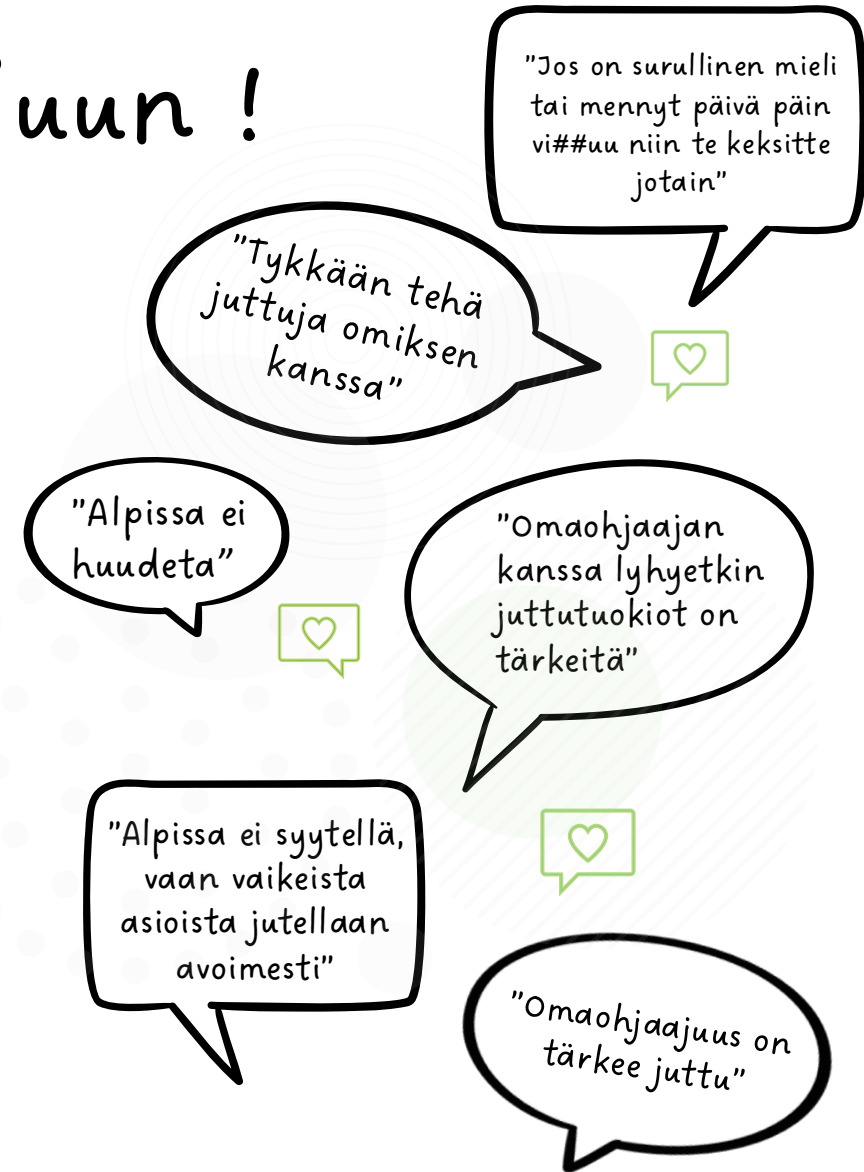 uun !
"Jos on surullinen mieli
tai mennyt päivä päin
vi##uu niin te keksitte
jotain"
"Tykkään tehä
juttuja omiksen
kanssa"
"Alpissa ei
huudeta"
"Omaohjaajan
kanssa lyhyetkin
juttutuokiot on
tärkeitä"
"Alpissa ei syytellä,
vaan vaikeista
asioista jutellaan
avoimesti"
"Omaohjaajuus on
tärkee juttu"